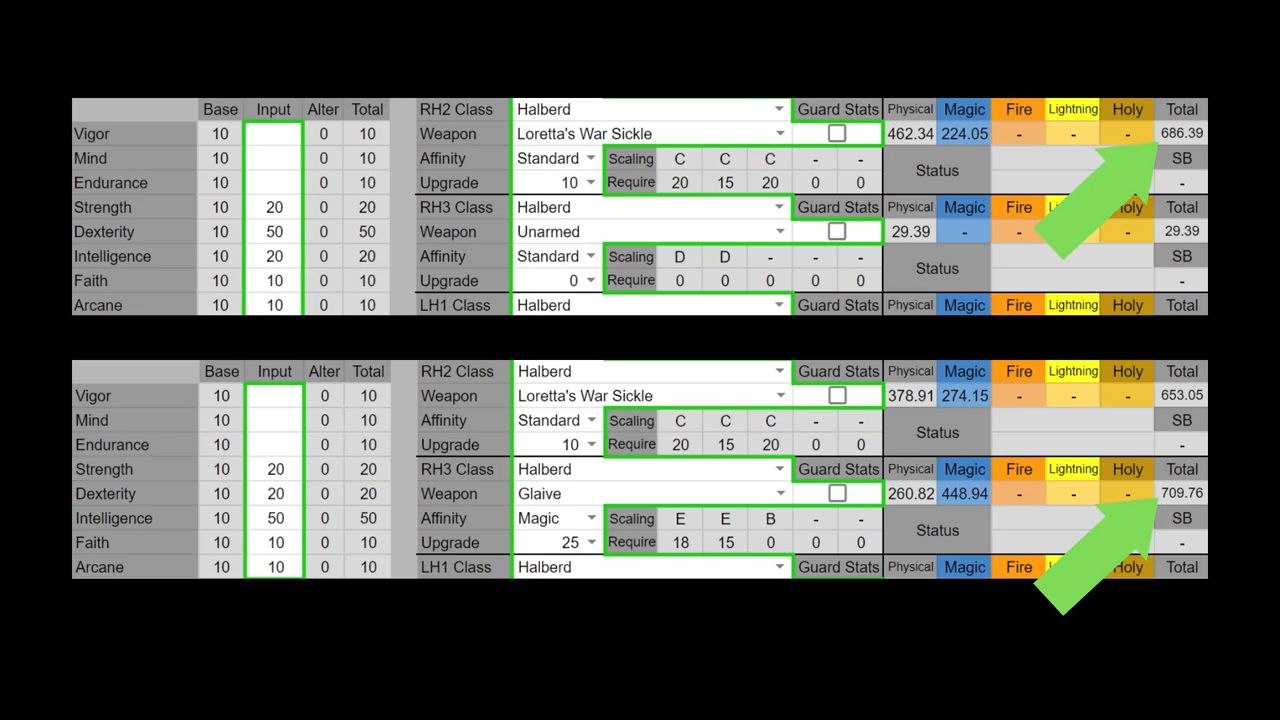 Base Input Alter Total RH2 Class Halberd Guard Stats Physical Magic Fire Lightning Holy Total
Vigor 10 0 10 Weapon Loretta's War Sickle 462.34 224.05 - - - 686.39
Mind 10 0 10 Affinity Standard Scaling C C C - - Status SB
Endurance 10 0 10 Upgrade 10 Require 20 15 20 0 0 -
Strength 10 20 0 20 RH3 Class Halberd Guard Stats Physical Magic Fire Holy Total
Dexterity 10 50 0 50 Weapon Unarmed 29.39 - - - - 29.39
Intelligence 10 20 0 20 Affinity Standard Scaling D D - - - Status SB
Faith 10 10 0 10 Upgrade 0 Require 0 0 0 0 0 -
Arcane 10 10 0 10 LH1 Class Halberd Guard Stats Physical Magic Fire Lightning Holy Total
Base Input Alter Total RH2 Class Halberd Guard Stats Physical Magic Fire Lightning Holy Total
Vigor 10 0 10 Weapon Loretta's War Sickle 378.91 274.15 - - - 653.05
Mind 10 0 10 Affinity Standard Scaling C C C - - Status SB
Endurance 10 0 10 Upgrade 10 Require 20 15 20 0 0 -
Strength 10 20 0 20 RH3 Class Halberd Guard Stats Physical Magic Fire Lightning Holy Total
Dexterity 10 20 0 20 Weapon Glaive 260.82 448.94 - - - 709.76
Intelligence 10 50 0 50 Affinity Magic Scaling E E B - - Status SB
Faith 10 10 0 10 Upgrade 25 Require 18 15 0 0 0 -
Arcane 10 10 0 10 LH1 Class Halberd Guard Stats Physical Magic Fire Holy Total